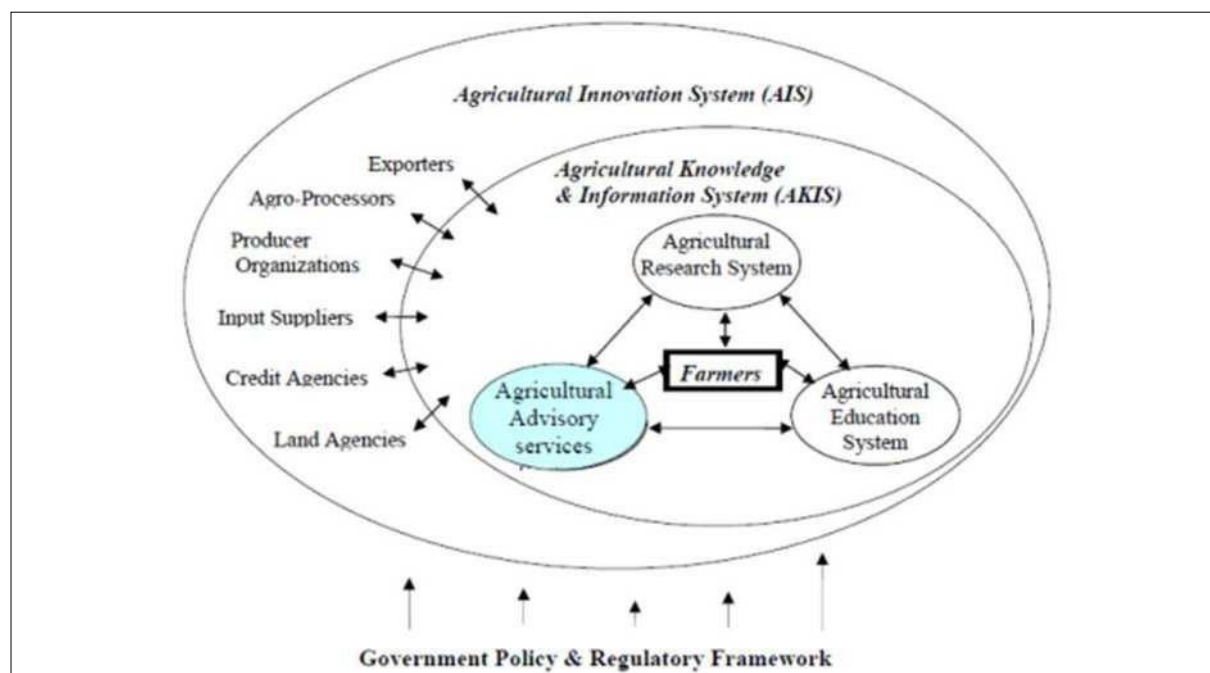 Agricultural Innovation System (AIS)
Exporters
Agro-Processors
Producer
Organizations
Input Suppliers
Credit Agencies
Land Agencies
Agricultural Knowledge
& Information System (AKIS)
Agricultural
Research System
Farmers
Agricultural
Advisory
services
Agricultural
Education
System
Government Policy & Regulatory Framework